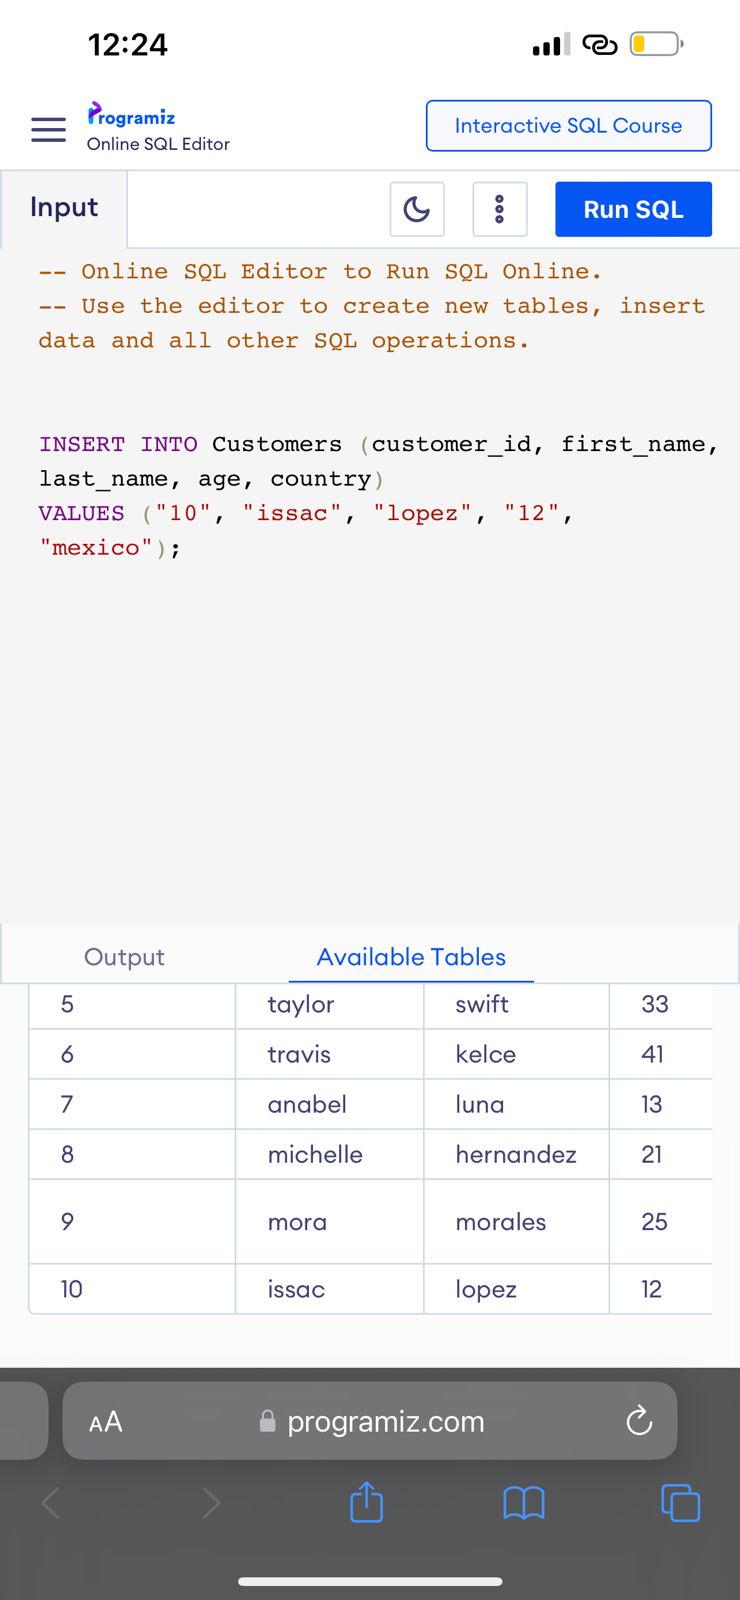 12:24
Programiz
Online SQL Editor
Interactive SQL Course
Input
Run SQL
-- Online SQL Editor to Run SQL Online.
-- Use the editor to create new tables, insert
data and all other SQL operations.
INSERT INTO Customers (customer_id, first_name,
last_name, age, country)
VALUES ("10", "issac", "lopez", "12",
"mexico");
Output Available Tables
5 taylor swift 33
6 travis kelce 41
7 anabel luna 13
8 michelle hernandez 21
9 mora morales 25
10 issac lopez 12
AA programiz.com